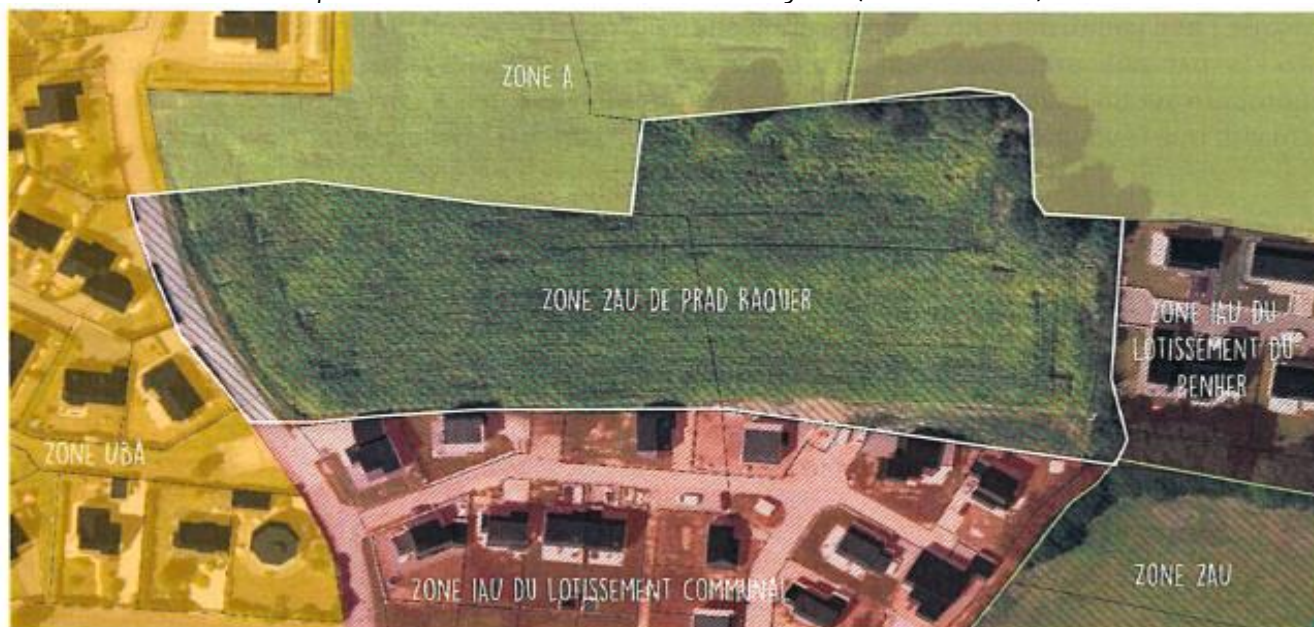 ZONE A
ZONE 2AU DE PRAD RAQUER
ZONE 1AU DU
LOTISSEMENT DU
BENHER
ZONE UBA
ZONE 1AU DU LOTISSEMENT COMMUNAL
ZONE 2AU